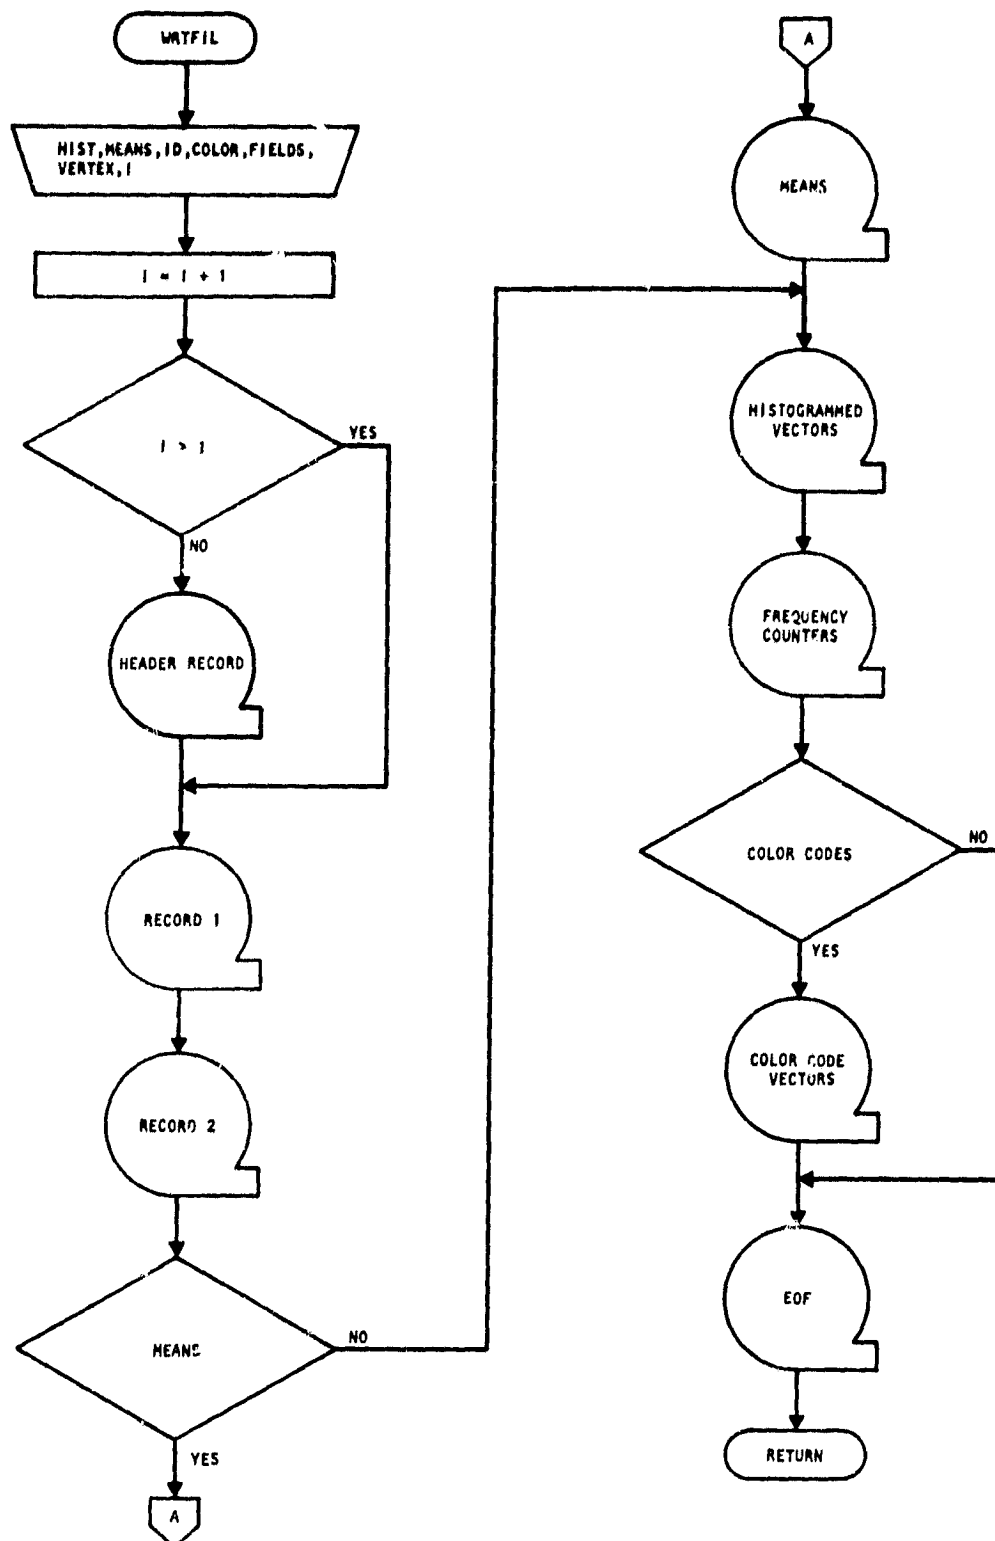 WRTFIL
HIST,MEANS,ID,COLOR,FIELDS,
VERTEX,I
I = I + 1
I > 1
YES
NO
HEADER RECORD
RECORD 1
RECORD 2
MEANS
NO
YES
A
A
MEANS
HISTOGRAMMED
VECTORS
FREQUENCY
COUNTERS
COLOR CODES
NO
YES
COLOR CODE
VECTORS
EOF
RETURN